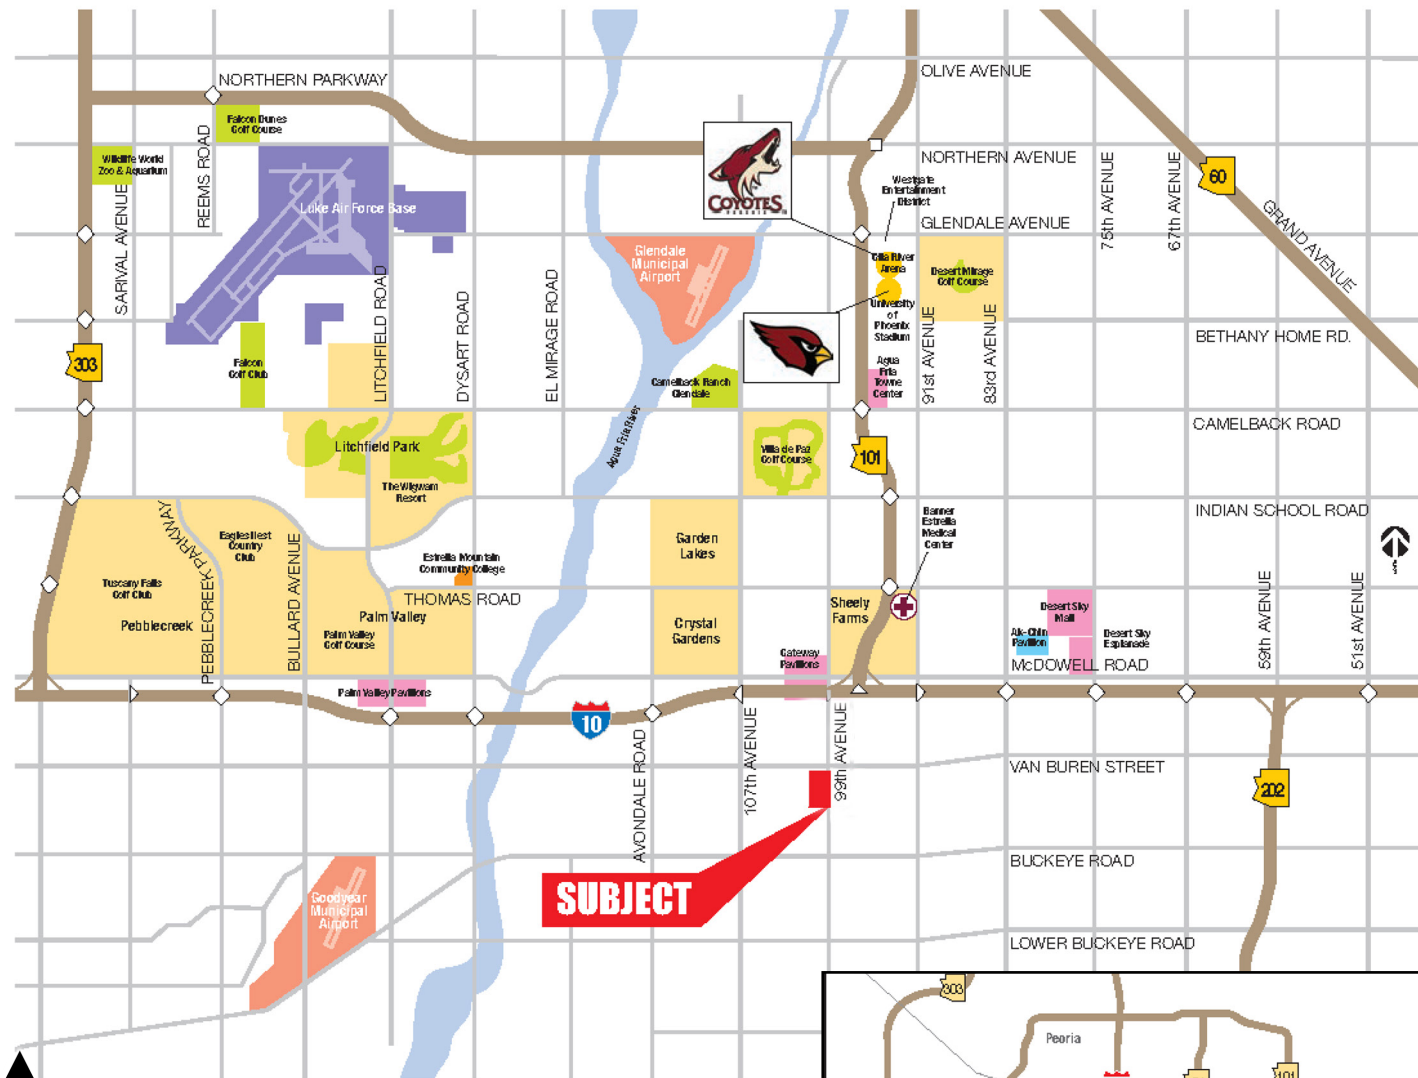 NORTHERN PARKWAY
OLIVE AVENUE
Falcon Dunes
Golf Course
REEMS ROAD
Wildlife World
Zoo & Aquarium
COYOTES
PHOENIX
NORTHERN AVENUE
75th AVENUE
67th AVENUE
60
Westgate
Entertainment
District
SARIVAL AVENUE
Luke Air Force Base
GLENDALE AVENUE
GRAND AVENUE
Glendale
Municipal
Airport
Gila River
Arena
Desert Mirage
Golf Course
LITCHFIELD ROAD
DYSART ROAD
EL MIRAGE ROAD
University
of
Phoenix
Stadium
91st AVENUE
83rd AVENUE
BETHANY HOME RD.
303
Falcon
Golf Club
Camelback Ranch
Glendale
Agua
Fria
Towne
Center
CAMELBACK ROAD
Agua Fria River
Litchfield Park
Villa de Paz
Golf Course
101
The Wigwam
Resort
INDIAN SCHOOL ROAD
PEBBLECREEK PARKWAY
Eagles Nest
Country
Club
BULLARD AVENUE
Garden
Lakes
Banner
Estrella
Medical
Center
Estrella Mountain
Community College
Tuscany Falls
Golf Club
THOMAS ROAD
Pebblecreek
Palm Valley
Palm Valley
Golf Course
Crystal
Gardens
Sheely
Farms
Desert Sky
Mall
Ak-Chin
Pavilion
Desert Sky
Esplanade
59th AVENUE
51st AVENUE
Gateway
Pavilions
McDOWELL ROAD
Palm Valley Pavilions
10
AVONDALE ROAD
107th AVENUE
99th AVENUE
VAN BUREN STREET
202
BUCKEYE ROAD
SUBJECT
Goodyear
Municipal
Airport
LOWER BUCKEYE ROAD
303
Peoria
101